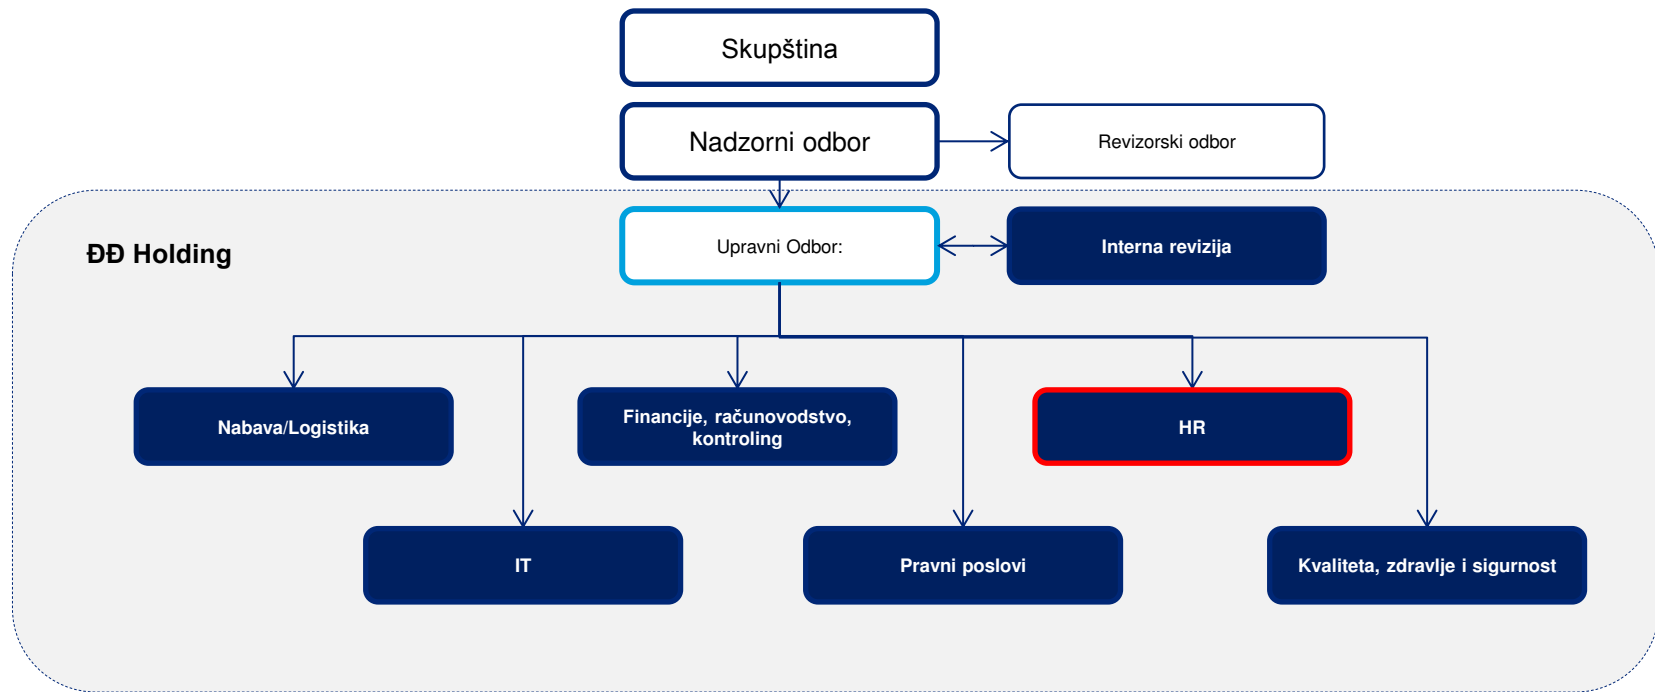 Skupština
Nadzorni odbor
Revizorski odbor
ĐĐ Holding
Upravni Odbor:
Interna revizija
Nabava/Logistika
Financije, računovodstvo,
kontroling
HR
IT
Pravni poslovi
Kvaliteta, zdravlje i sigurnost